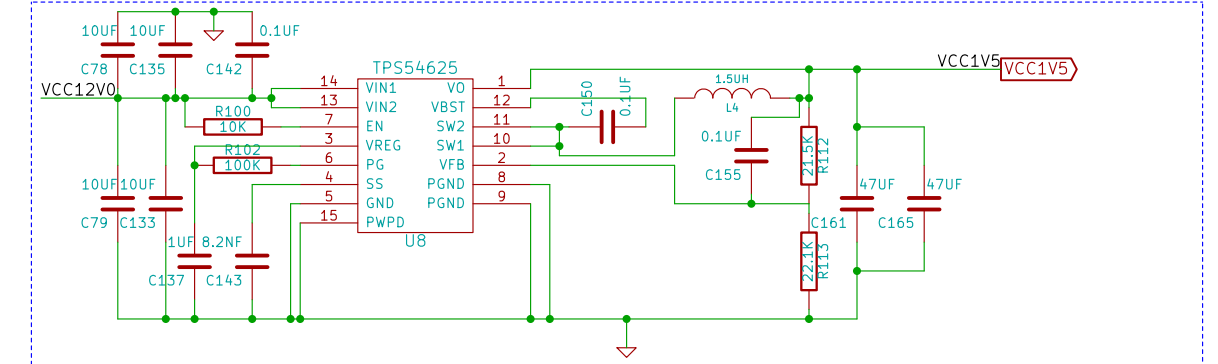 10UF 10UF 0.1UF
C78 C135 C142
VCC12V0
TPS54625
14 VIN1 VO 1
13 VIN2 VBST 12
7 EN SW2 11
3 VREG SW1 10
6 PG VFB 2
4 SS PGND 8
5 GND PGND 9
15 PWPD
U8
R100
10K
R102
100K
10UF 10UF
C79 C133
1UF 8.2NF
C137 C143
C150
0.1UF
1.5UH
L4
0.1UF
C155
21.5K
R112
22.1K
R113
47UF 47UF
C161 C165
VCC1V5
VCC1V5